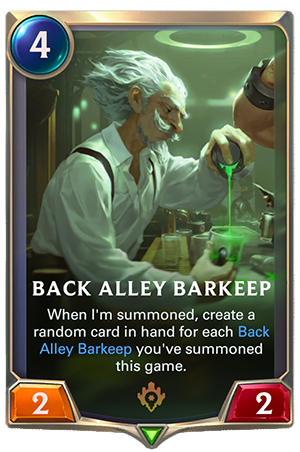 4
BACK ALLEY BARKEEP
When I'm summoned, create a
random card in hand for each Back
Alley Barkeep you've summoned
this game.
2
2